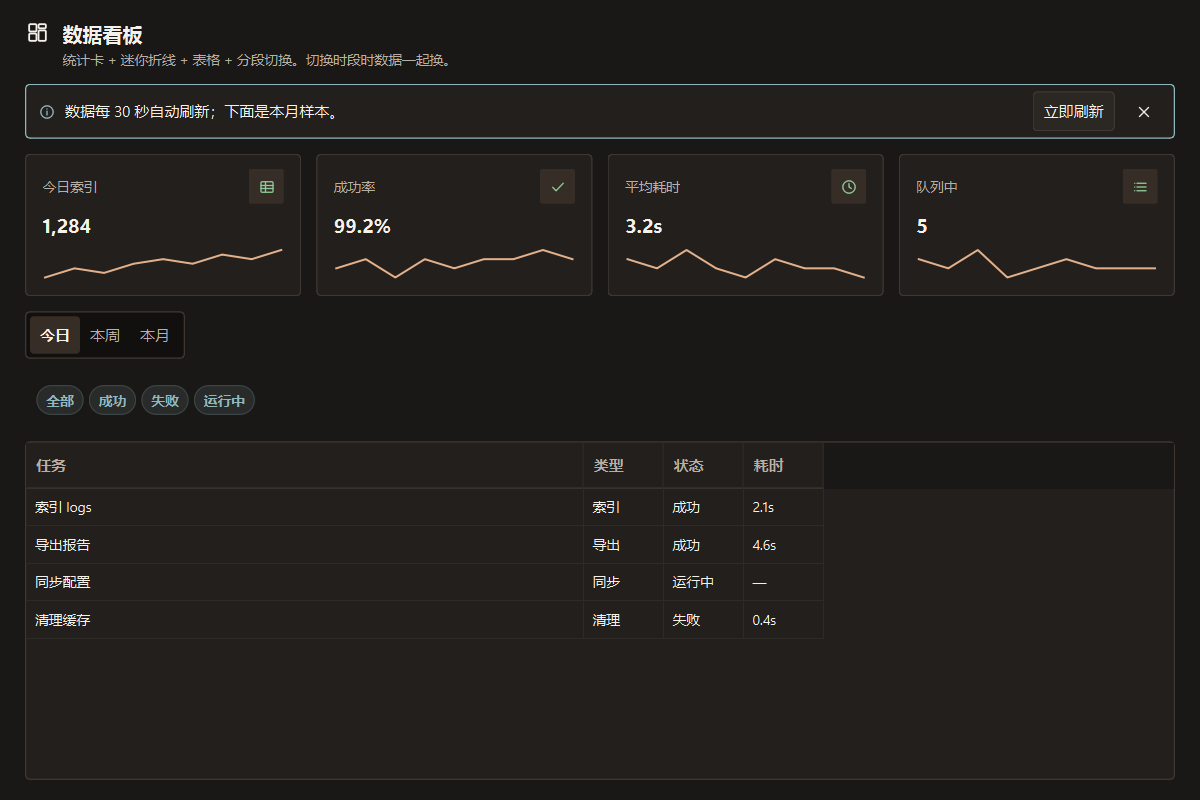 数据看板
统计卡 + 迷你折线 + 表格 + 分段切换。切换时段时数据一起换。
数据每 30 秒自动刷新；下面是本月样本。 立即刷新
今日索引 成功率 平均耗时 队列中
1,284 99.2% 3.2s 5
今日 本周 本月
全部 成功 失败 运行中
任务 类型 状态 耗时
索引 logs 索引 成功 2.1s
导出报告 导出 成功 4.6s
同步配置 同步 运行中 —
清理缓存 清理 失败 0.4s